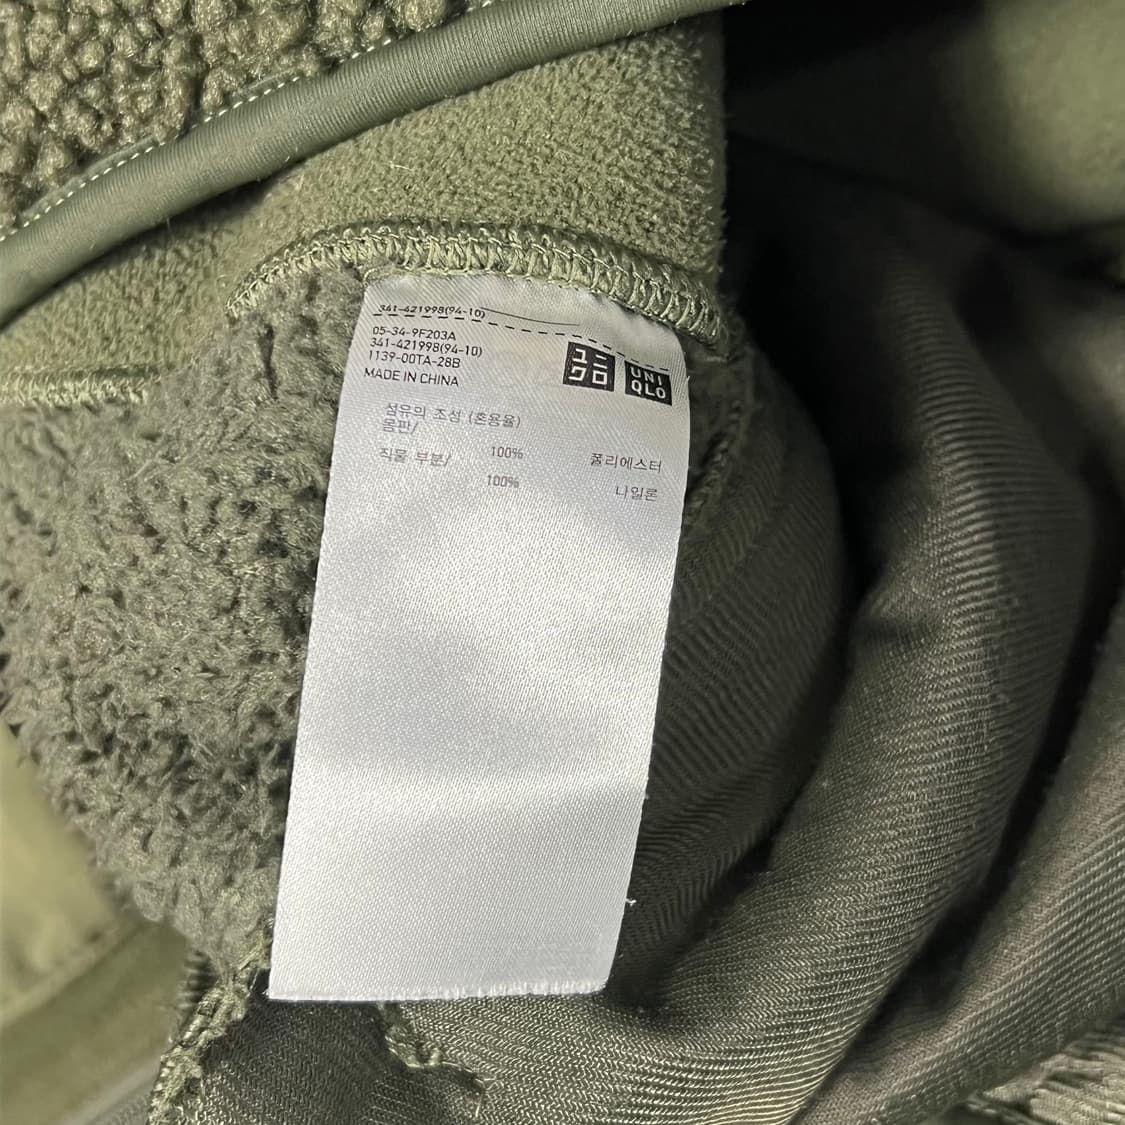 341-421998(94-10)
05-34-9F203A
341-421998(94-10)
1139-00TA-28B
MADE IN CHINA
ユニ
クロ
UNI
QLO
섬유의 조성 (혼용율)
몸판/
100% 폴리에스터
직물 부분/
100% 나일론